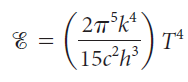 ℰ = (2π⁵k⁴ / 15c²h³) T⁴